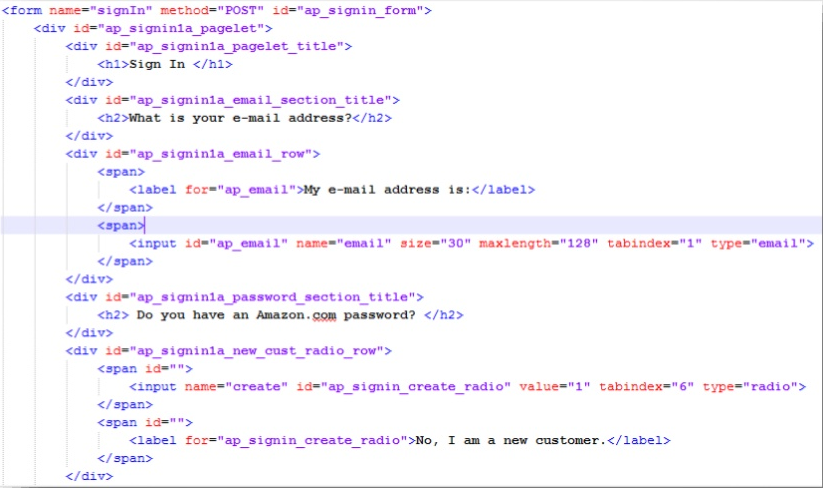 <form name="signIn" method="POST" id="ap_signin_form">
<div id="ap_signin1a_pagelet">
<div id="ap_signin1a_pagelet_title">
<h1>Sign In </h1>
</div>
<div id="ap_signin1a_email_section_title">
<h2>What is your e-mail address?</h2>
</div>
<div id="ap_signin1a_email_row">
<span>
<label for="ap_email">My e-mail address is:</label>
</span>
<span>
<input id="ap_email" name="email" size="30" maxlength="128" tabindex="1" type="email">
</span>
</div>
<div id="ap_signin1a_password_section_title">
<h2> Do you have an Amazon.com password? </h2>
</div>
<div id="ap_signin1a_new_cust_radio_row">
<span id="">
<input name="create" id="ap_signin_create_radio" value="1" tabindex="6" type="radio">
</span>
<span id="">
<label for="ap_signin_create_radio">No, I am a new customer.</label>
</span>
</div>